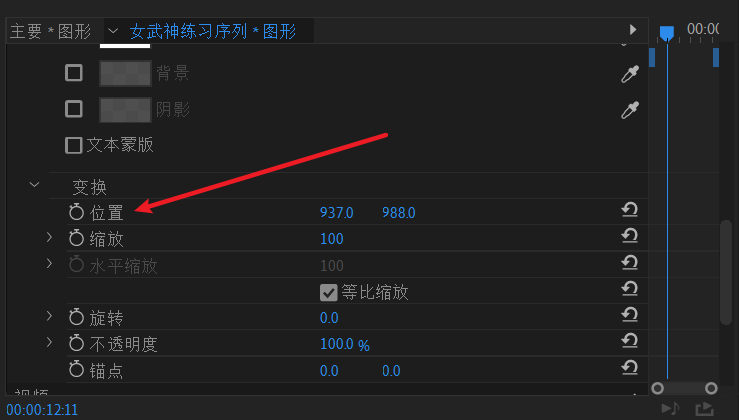 主要 * 图形 女武神练习序列 * 图形 00:00
背景
阴影
文本蒙版
变换
位置 937.0 988.0
缩放 100
水平缩放 100
等比缩放
旋转 0.0
不透明度 100.0 %
锚点 0.0 0.0
00:00:12:11